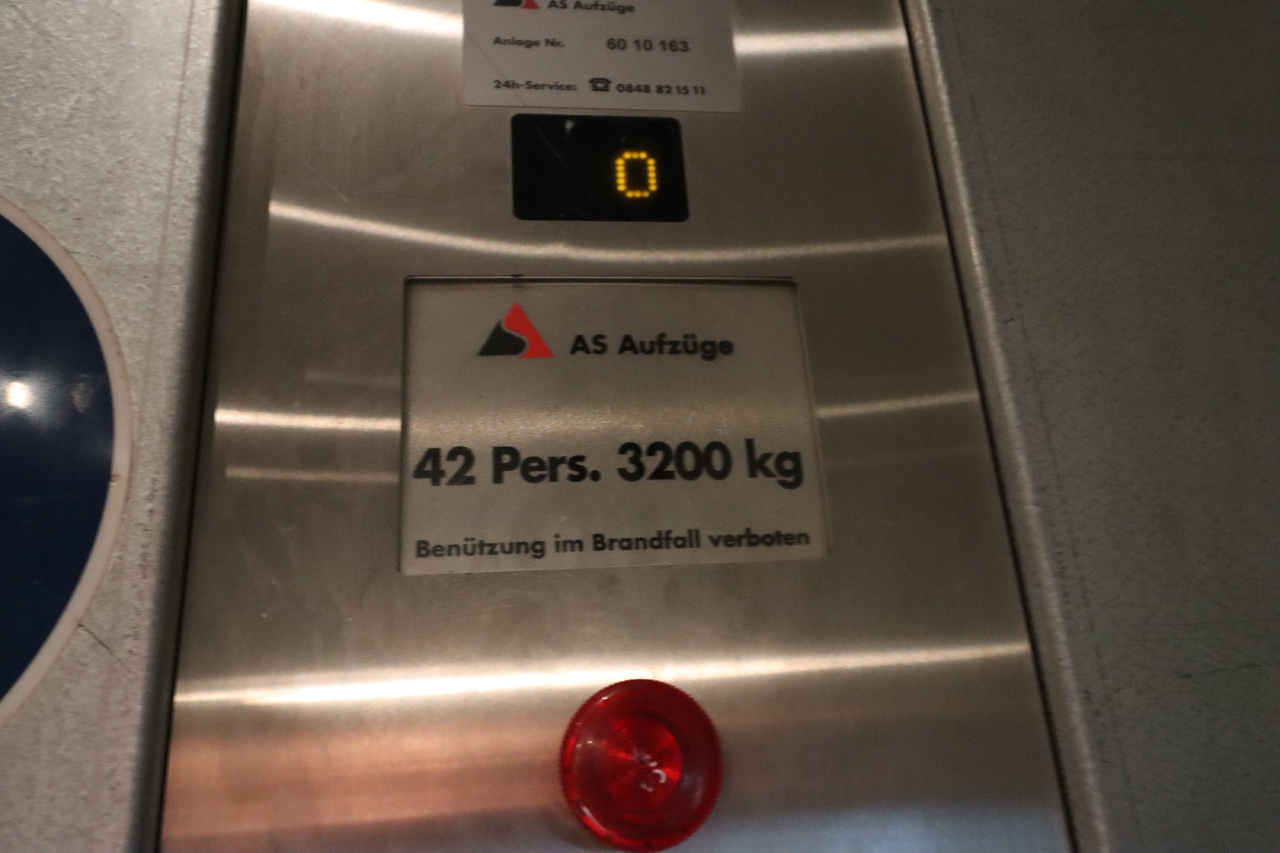 AS Aufzüge
Anlage Nr. 60 10 163
24h-Service: ☎ 0848 82 15 11
0
AS Aufzüge
42 Pers. 3200 kg
Benützung im Brandfall verboten